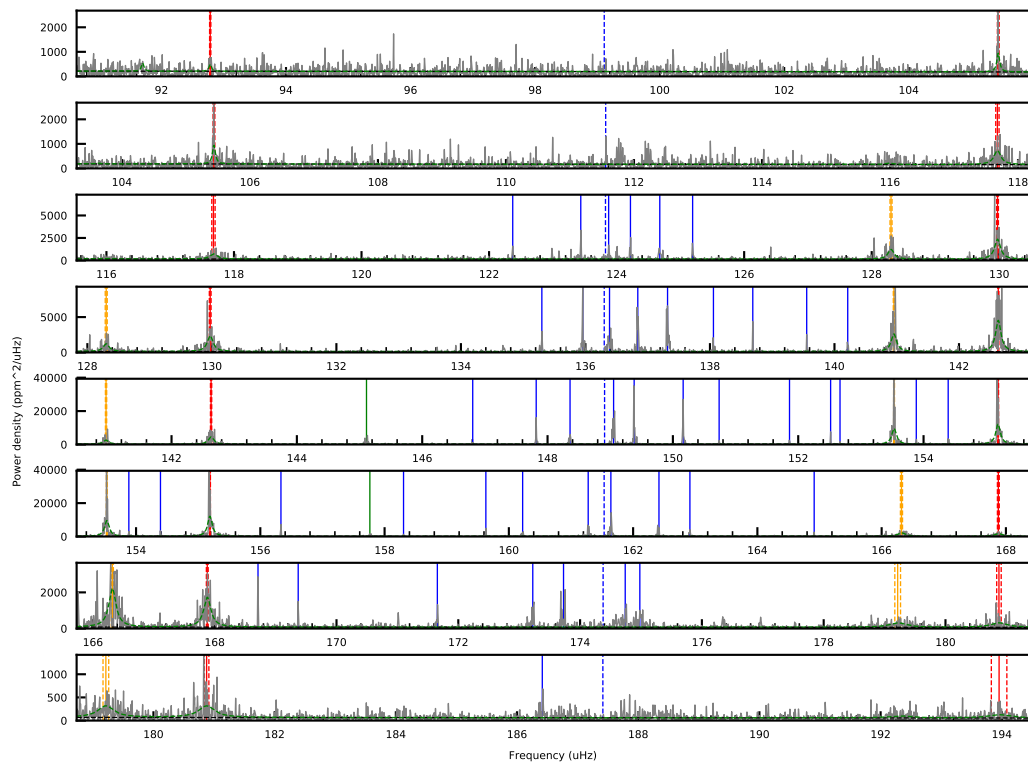 2000
1000
0
92 94 96 98 100 102 104
2000
1000
0
104 106 108 110 112 114 116 118
5000
2500
0
116 118 120 122 124 126 128 130
5000
0
128 130 132 134 136 138 140 142
40000
20000
0
142 144 146 148 150 152 154
Power density (ppm^2/uHz)
40000
20000
0
154 156 158 160 162 164 166 168
2000
0
166 168 170 172 174 176 178 180
1000
500
0
180 182 184 186 188 190 192 194
Frequency (uHz)